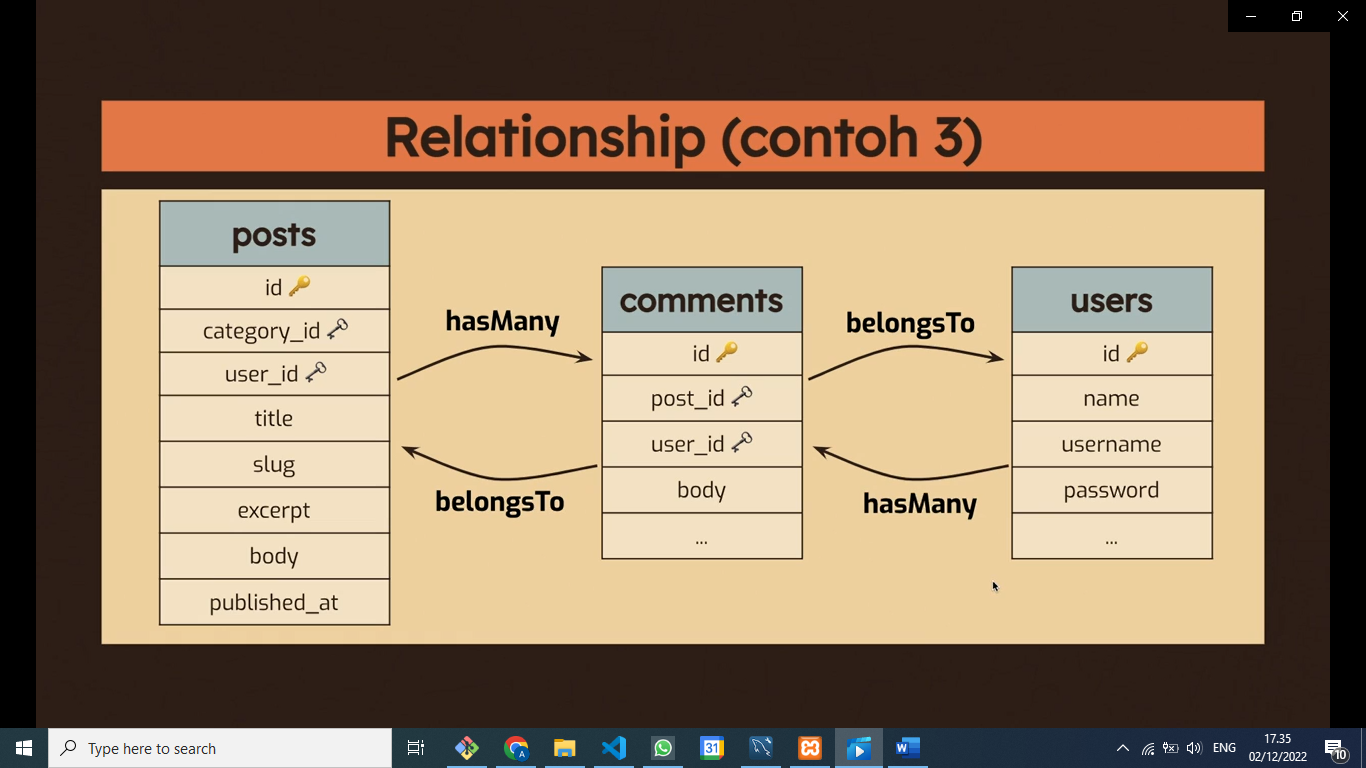 Relationship (contoh 3)
posts
id
category_id
user_id
title
slug
excerpt
body
published_at
hasMany
belongsTo
comments
id
post_id
user_id
body
...
belongsTo
hasMany
users
id
name
username
password
...
Type here to search
31
W
ENG
17.35
02/12/2022
10